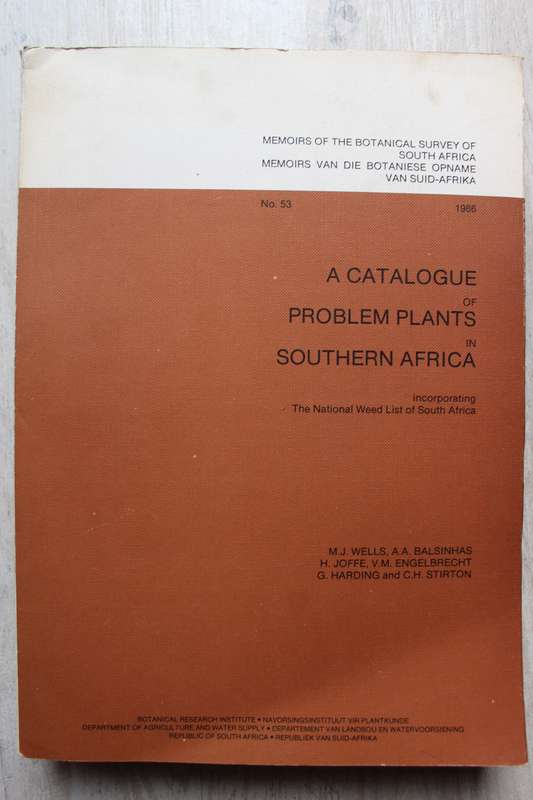 MEMOIRS OF THE BOTANICAL SURVEY OF
SOUTH AFRICA
MEMOIRS VAN DIE BOTANIESE OPNAME
VAN SUID-AFRIKA
No. 53 1986
A CATALOGUE
OF
PROBLEM PLANTS
IN
SOUTHERN AFRICA
incorporating
The National Weed List of South Africa
M.J. WELLS, A.A. BALSINHAS
H. JOFFE, V.M. ENGELBRECHT
G. HARDING and C.H. STIRTON
BOTANICAL RESEARCH INSTITUTE • NAVORSINGSINSTITUUT VIR PLANTKUNDE
DEPARTMENT OF AGRICULTURE AND WATER SUPPLY • DEPARTEMENT VAN LANDBOU EN WATERVOORSIENING
REPUBLIC OF SOUTH AFRICA • REPUBLIEK VAN SUID-AFRIKA